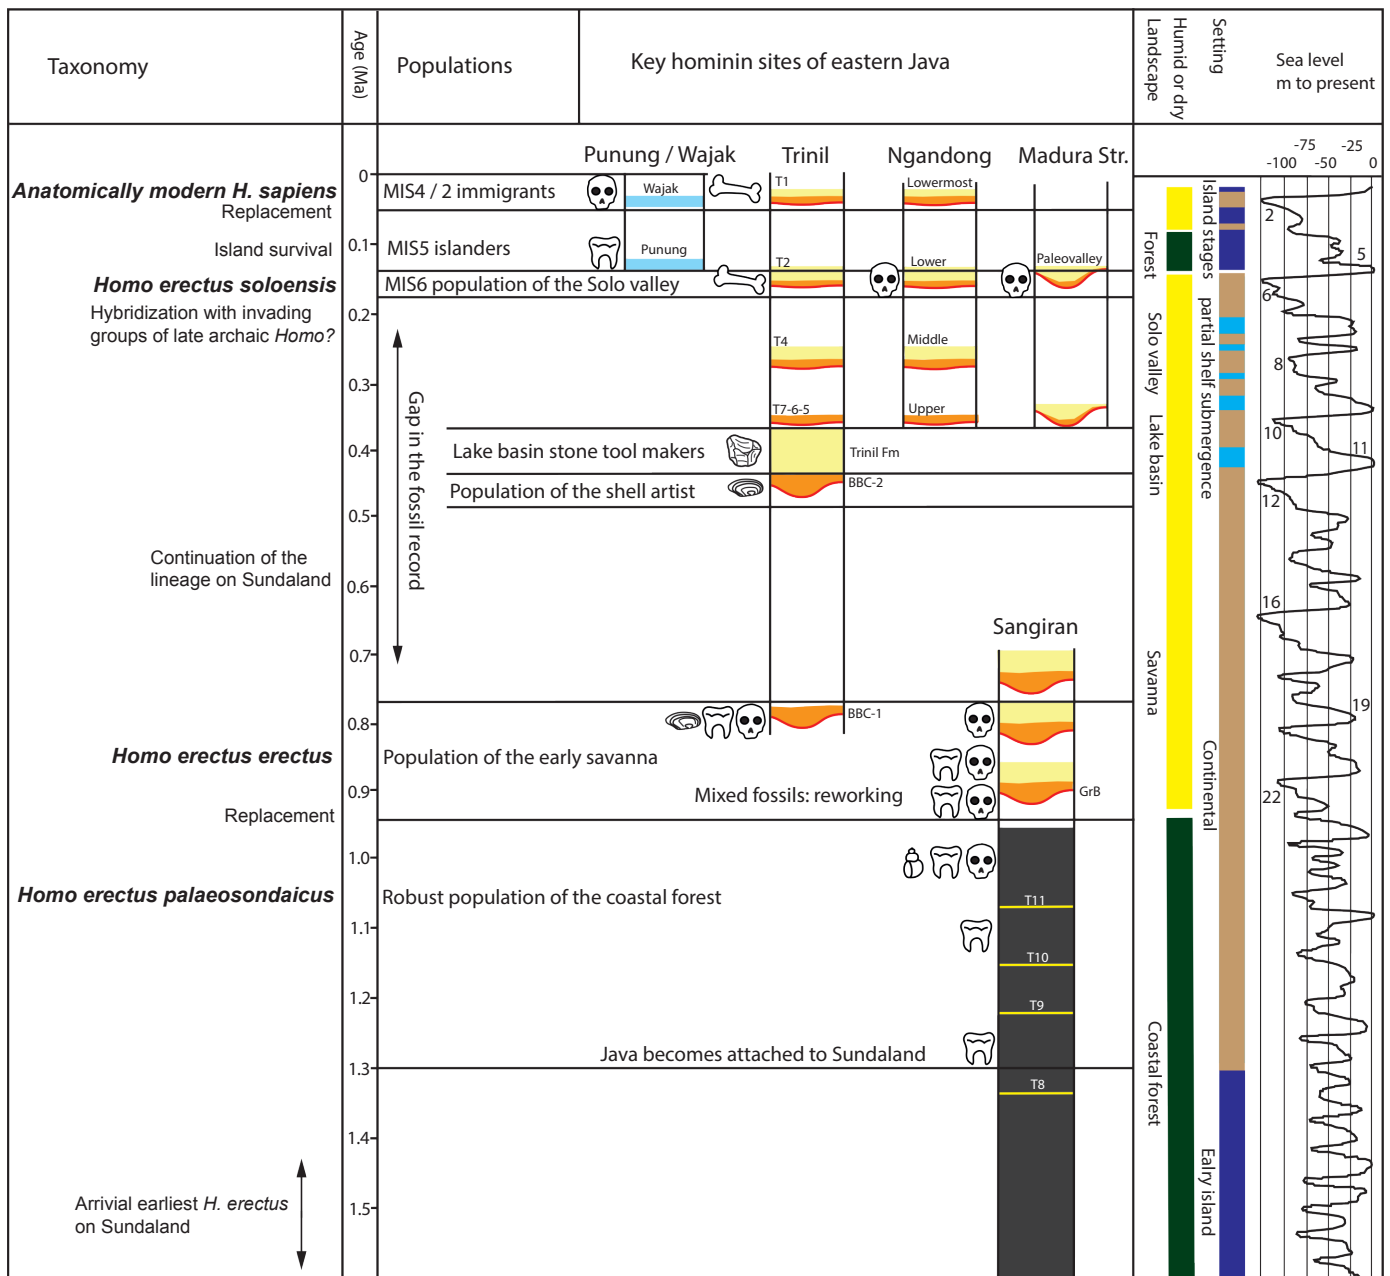 Taxonomy
Age (Ma)
Populations
Key hominin sites of eastern Java
Landscape
Humid or dry
Setting
Sea level
m to present
-75 -25
-100 -50 0
Punung / Wajak
Trinil
Ngandong
Madura Str.
0
Anatomically modern H. sapiens
Replacement
MIS4 / 2 immigrants
Wajak
T1
Lowermost
Island survival
0.1
MIS5 islanders
Punung
T2
Lower
Paleovalley
Homo erectus soloensis
MIS6 population of the Solo valley
Hybridization with invading
groups of late archaic Homo?
0.2
T4
Middle
0.3
T7-6-5
Upper
Gap in the fossil record
0.4
Lake basin stone tool makers
Trinil Fm
Population of the shell artist
BBC-2
0.5
Continuation of the
lineage on Sundaland
0.6
Sangiran
0.7
0.8
BBC-1
Homo erectus erectus
Population of the early savanna
0.9
Mixed fossils: reworking
GrB
Replacement
1.0
Homo erectus palaeosondaicus
Robust population of the coastal forest
T11
1.1
T10
1.2
T9
Java becomes attached to Sundaland
1.3
T8
1.4
Arrivial earliest H. erectus
on Sundaland
1.5
Forest
Solo valley
Lake basin
Savanna
Coastal forest
Island stages
partial shelf submergence
Continental
Ealry island
2
5
6
8
10
11
12
16
19
22